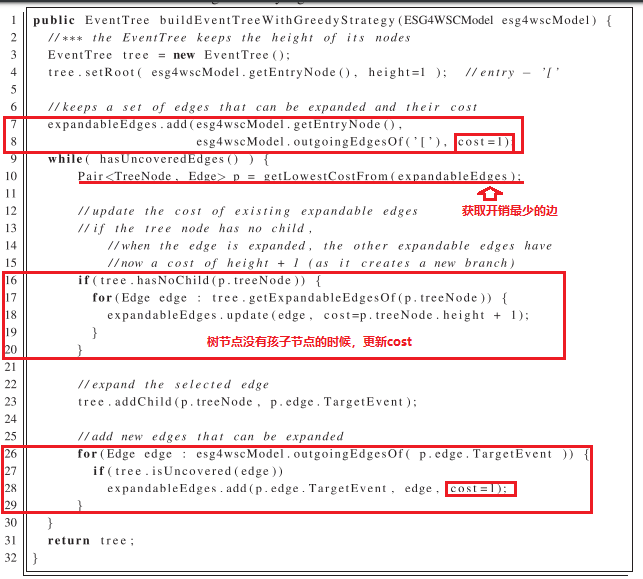 1 public EventTree buildEventTreeWithGreedyStrategy(ESG4WSCModel esg4wscModel) {
2 //*** the EventTree keeps the height of its nodes
3 EventTree tree = new EventTree();
4 tree.setRoot( esg4wscModel.getEntryNode(), height=1 ); //entry – '['
5
6 //keeps a set of edges that can be expanded and their cost
7 expandableEdges.add(esg4wscModel.getEntryNode(),
8 esg4wscModel.outgoingEdgesOf('['), cost=1);
9 while( hasUncoveredEdges() ) {
10 Pair<TreeNode, Edge> p = getLowestCostFrom(expandableEdges);
11 获取开销最少的边
12 //update the cost of existing expandable edges
13 //if the tree node has no child,
14 //when the edge is expanded, the other expandable edges have
15 //now a cost of height + 1 (as it creates a new branch)
16 if(tree.hasNoChild(p.treeNode)) {
17 for(Edge edge : tree.getExpandableEdgesOf(p.treeNode)) {
18 expandableEdges.update(edge, cost=p.treeNode.height + 1);
19 }
20 } 树节点没有孩子节点的时候，更新cost
21
22 //expand the selected edge
23 tree.addChild(p.treeNode, p.edge.TargetEvent);
24
25 //add new edges that can be expanded
26 for(Edge edge : esg4wscModel.outgoingEdgesOf( p.edge.TargetEvent )) {
27 if(tree.isUncovered(edge))
28 expandableEdges.add(p.edge.TargetEvent, edge, cost=1);
29 }
30 }
31 return tree;
32 }